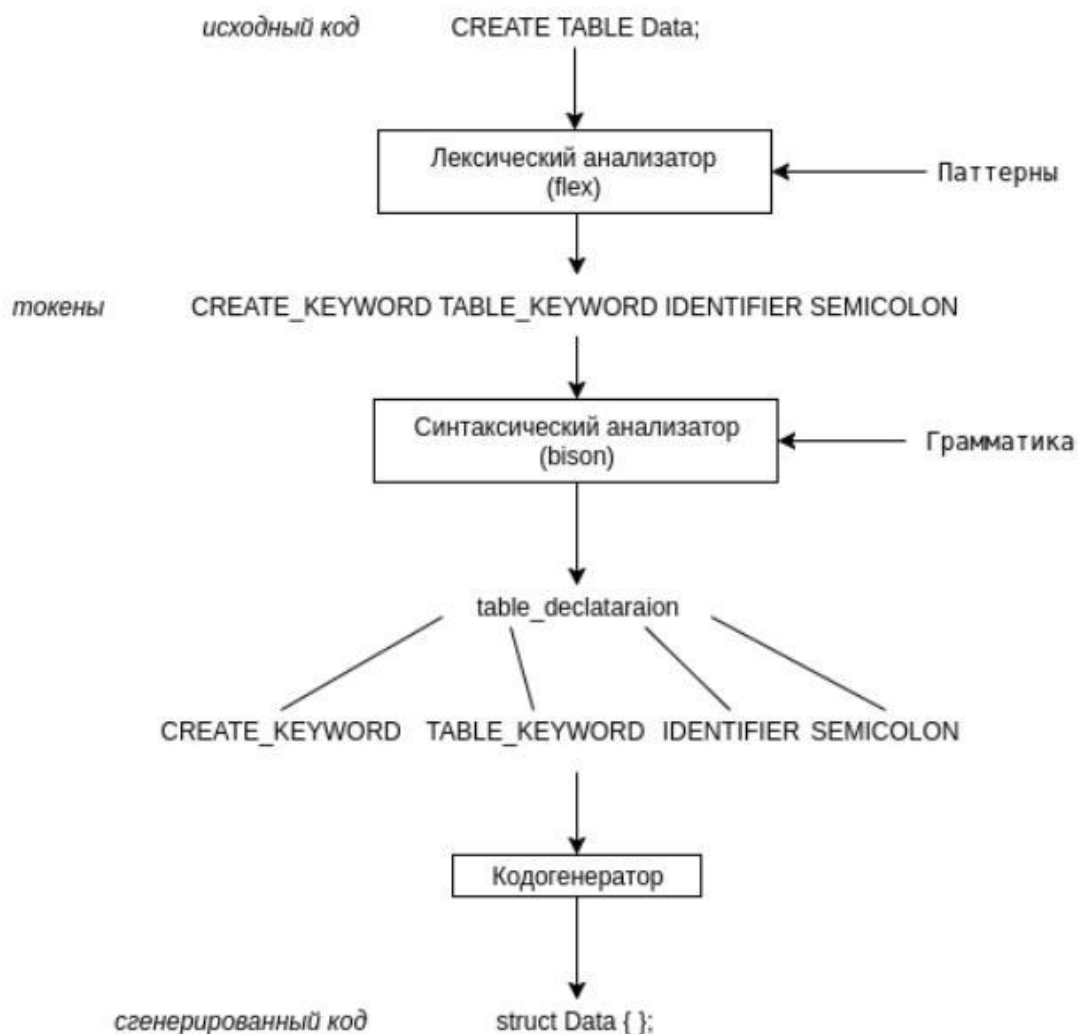 исходный код CREATE TABLE Data;
Лексический анализатор
(flex)
Паттерны
токены CREATE_KEYWORD TABLE_KEYWORD IDENTIFIER SEMICOLON
Синтаксический анализатор
(bison)
Грамматика
table_declataraion
CREATE_KEYWORD TABLE_KEYWORD IDENTIFIER SEMICOLON
Кодогенератор
сгенерированный код struct Data { };